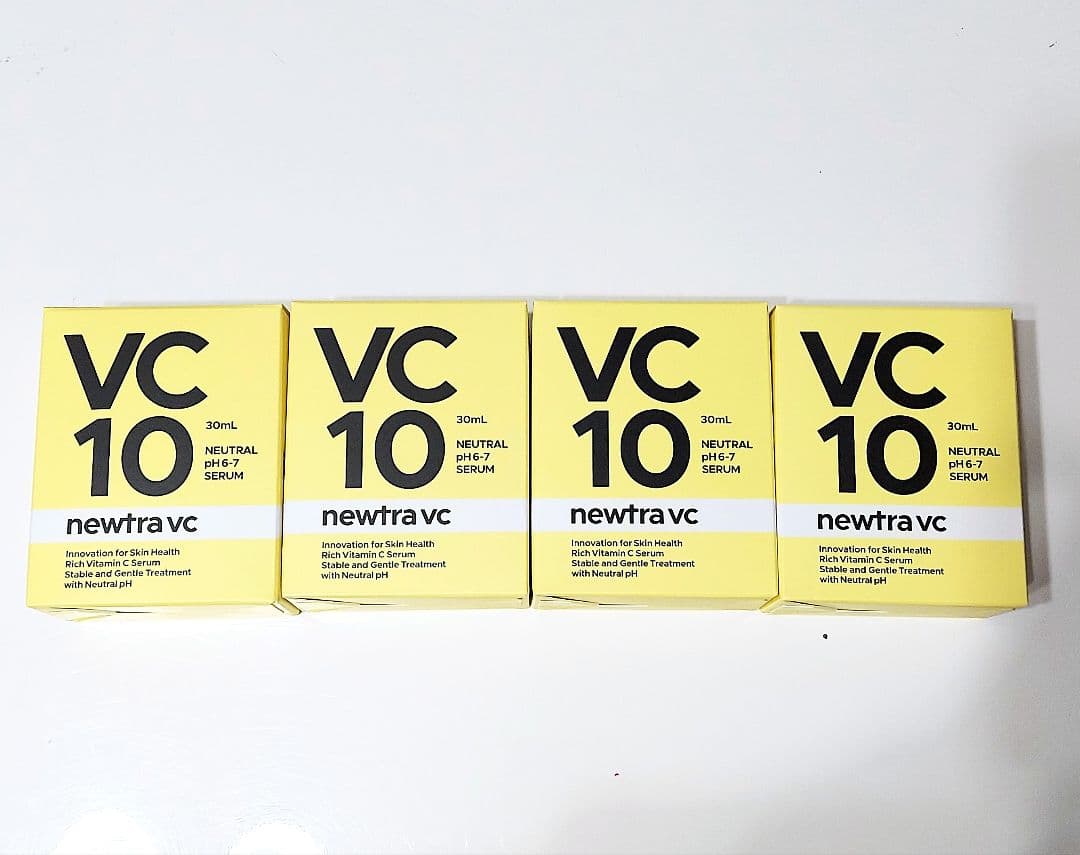 VC
10
30mL
NEUTRAL
pH 6-7
SERUM
newtra vc
Innovation for Skin Health
Rich Vitamin C Serum
Stable and Gentle Treatment
with Neutral pH
VC
10
30mL
NEUTRAL
pH 6-7
SERUM
newtra vc
Innovation for Skin Health
Rich Vitamin C Serum
Stable and Gentle Treatment
with Neutral pH
VC
10
30mL
NEUTRAL
pH 6-7
SERUM
newtra vc
Innovation for Skin Health
Rich Vitamin C Serum
Stable and Gentle Treatment
with Neutral pH
VC
10
30mL
NEUTRAL
pH 6-7
SERUM
newtra vc
Innovation for Skin Health
Rich Vitamin C Serum
Stable and Gentle Treatment
with Neutral pH